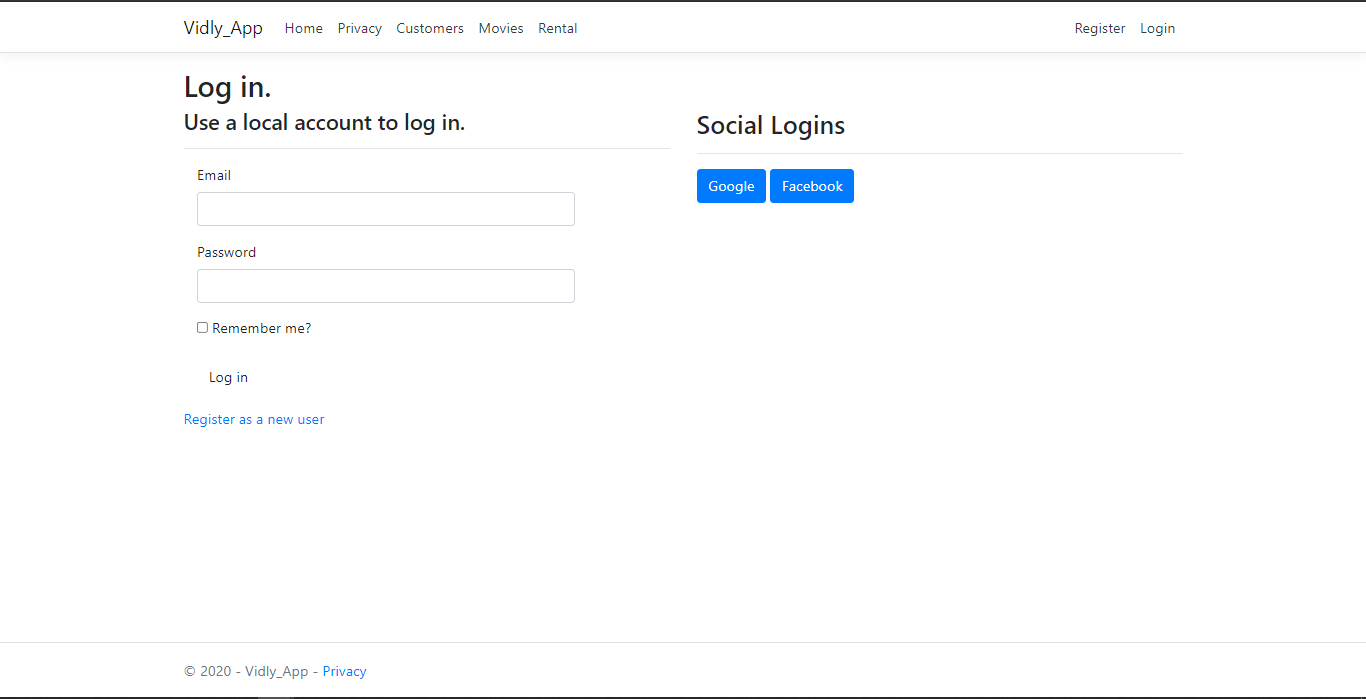 Vidly_App Home Privacy Customers Movies Rental Register Login
Log in.
Use a local account to log in.
Email
Password
Remember me?
Log in
Register as a new user
Social Logins
Google Facebook
© 2020 - Vidly_App - Privacy